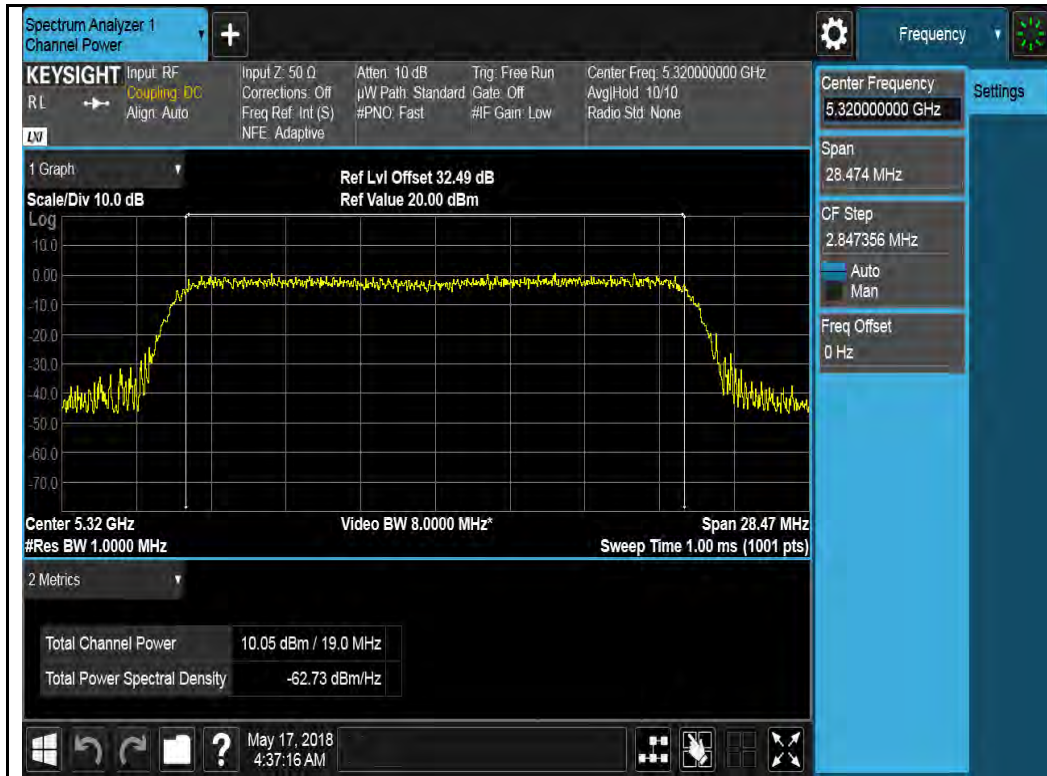 Spectrum Analyzer 1
Channel Power
+
Frequency
KEYSIGHT
RL
LXI
Input: RF
Coupling: DC
Align: Auto
Input Z: 50 Ω
Corrections: Off
Freq Ref: Int (S)
NFE: Adaptive
Atten: 10 dB
µW Path: Standard
#PNO: Fast
Trig: Free Run
Gate: Off
#IF Gain: Low
Center Freq: 5.320000000 GHz
Avg|Hold: 10/10
Radio Std: None
Center Frequency
5.320000000 GHz
Settings
Span
28.474 MHz
CF Step
2.847356 MHz
Auto
Man
Freq Offset
0 Hz
1 Graph
Scale/Div 10.0 dB
Ref Lvl Offset 32.49 dB
Ref Value 20.00 dBm
Log
10.0
0.00
-10.0
-20.0
-30.0
-40.0
-50.0
-60.0
-70.0
Center 5.32 GHz
#Res BW 1.0000 MHz
Video BW 8.0000 MHz*
Span 28.47 MHz
Sweep Time 1.00 ms (1001 pts)
2 Metrics
Total Channel Power 10.05 dBm / 19.0 MHz
Total Power Spectral Density -62.73 dBm/Hz
?
May 17, 2018
4:37:16 AM